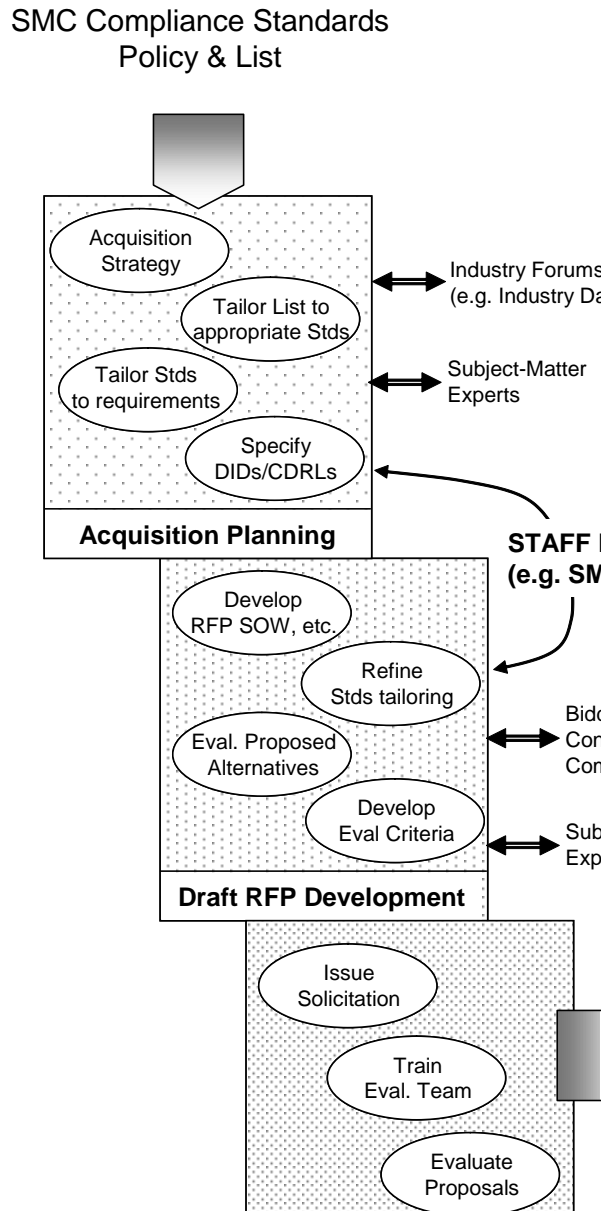 SMC Compliance Standards
Policy & List
Acquisition
Strategy
Tailor List to
appropriate Stds
Tailor Stds
to requirements
Specify
DIDs/CDRLs
Acquisition Planning
Industry Forums
(e.g. Industry
Subject-Matter
Experts
STAFF
(e.g.
Develop
RFP SOW, etc.
Refine
Stds tailoring
Eval. Proposed
Alternatives
Develop
Eval Criteria
Draft RFP Development
Issue
Solicitation
Train
Eval. Team
Evaluate
Proposals